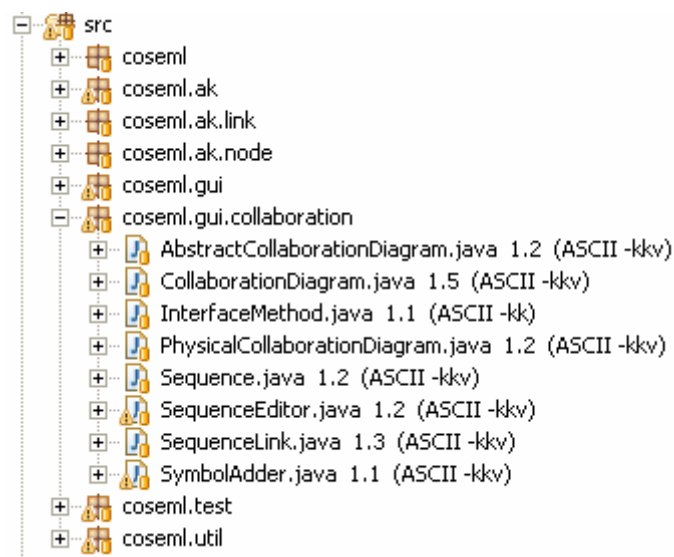 src
coseml
coseml.ak
coseml.ak.link
coseml.ak.node
coseml.gui
coseml.gui.collaboration
AbstractCollaborationDiagram.java 1.2 (ASCII -kkv)
CollaborationDiagram.java 1.5 (ASCII -kkv)
InterfaceMethod.java 1.1 (ASCII -kk)
PhysicalCollaborationDiagram.java 1.2 (ASCII -kkv)
Sequence.java 1.2 (ASCII -kkv)
SequenceEditor.java 1.2 (ASCII -kkv)
SequenceLink.java 1.3 (ASCII -kkv)
SymbolAdder.java 1.1 (ASCII -kkv)
coseml.test
coseml.util